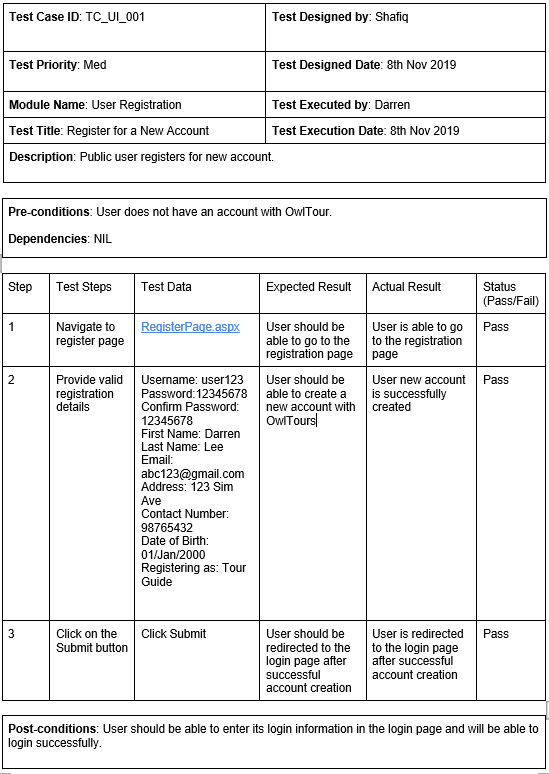 Test Case ID: TC_UI_001
Test Designed by: Shafiq
Test Priority: Med
Test Designed Date: 8th Nov 2019
Module Name: User Registration
Test Executed by: Darren
Test Title: Register for a New Account
Test Execution Date: 8th Nov 2019
Description: Public user registers for new account.
Pre-conditions: User does not have an account with OwlTour.
Dependencies: NIL
Step
Test Steps
Test Data
Expected Result
Actual Result
Status
(Pass/Fail)
1
Navigate to
register page
RegisterPage.aspx
User should be
able to go to the
registration page
User is able to go
to the registration
page
Pass
2
Provide valid
registration
details
Username: user123
Password:12345678
Confirm Password:
12345678
First Name: Darren
Last Name: Lee
Email:
abc123@gmail.com
Address: 123 Sim
Ave
Contact Number:
98765432
Date of Birth:
01/Jan/2000
Registering as: Tour
Guide
User should be
able to create a
new account with
OwlTours
User new account
is successfully
created
Pass
3
Click on the
Submit button
Click Submit
User should be
redirected to the
login page after
successful
account creation
User is redirected
to the login page
after successful
account creation
Pass
Post-conditions: User should be able to enter its login information in the login page and will be able to
login successfully.